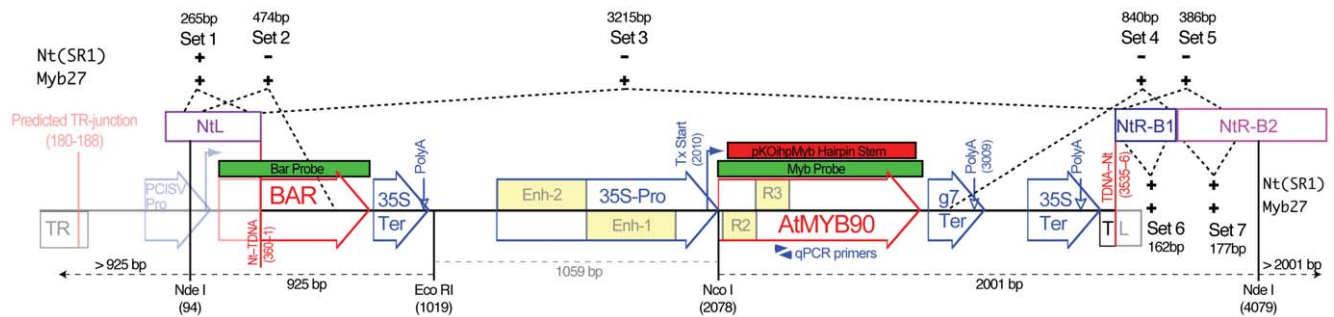 265bp 474bp 3215bp 840bp 386bp
Set 1 Set 2 Set 3 Set 4 Set 5
Nt(SR1) + - - - -
Myb27 + + + + +
Predicted TR-junction
(180-188)
NtL
NtR-B1
NtR-B2
PCISV
Pro
Bar Probe
BAR
Nt--TDNA
(360-1)
35S
Ter
PolyA
Enh-2
35S-Pro
Enh-1
Tx Start
(2010)
pKOihpMyb Hairpin Stem
Myb Probe
R3
R2
AtMYB90
qPCR primers
g7
Ter
PolyA
(3009)
35S
Ter
PolyA
TDNA-Nt
(3535-6)
TR
T L
+ + Nt(SR1)
+ + Myb27
Set 6 Set 7
162bp 177bp
> 925 bp
925 bp
1059 bp
2001 bp
> 2001 bp
Nde I
(94)
Eco RI
(1019)
Nco I
(2078)
Nde I
(4079)